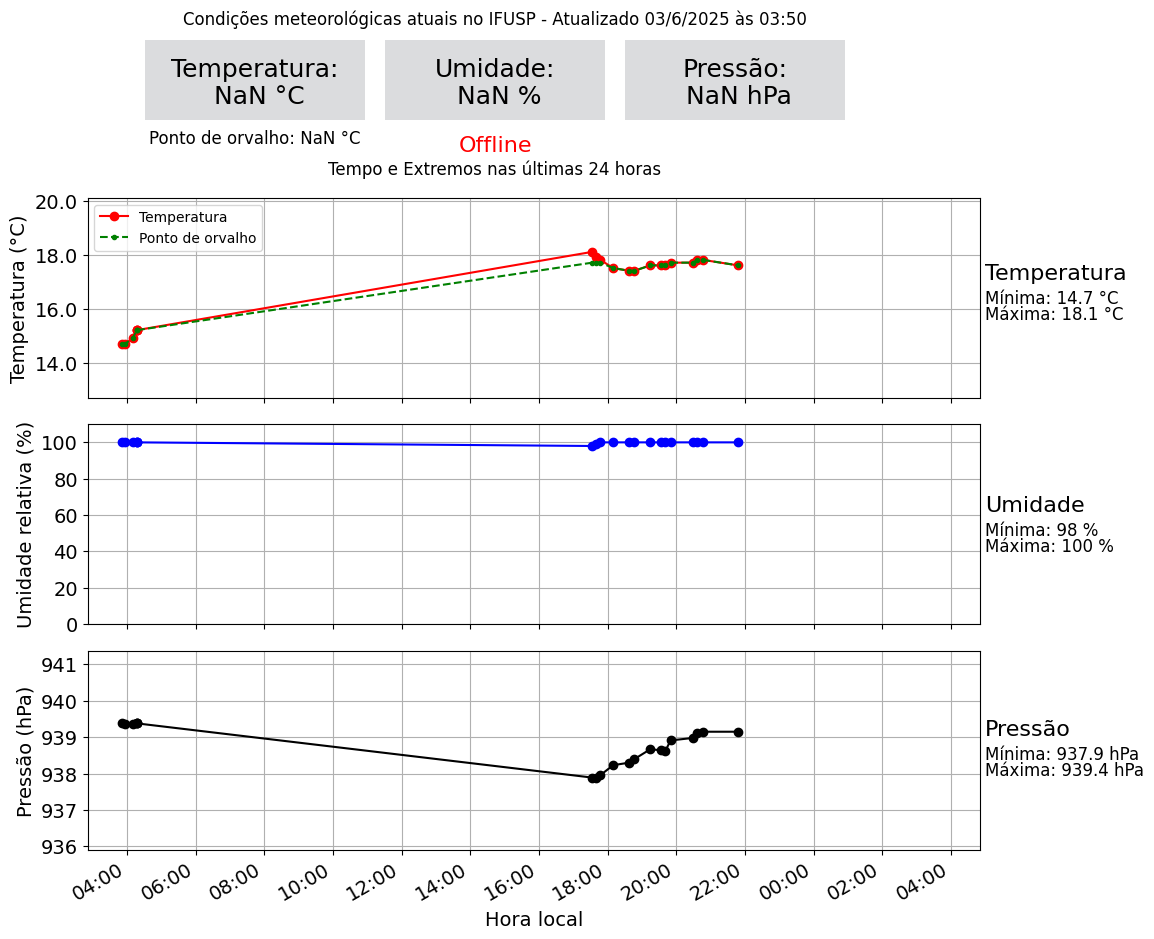 Condições meteorológicas atuais no IFUSP - Atualizado 03/6/2025 às 03:50
Temperatura:
NaN °C
Umidade:
NaN %
Pressão:
NaN hPa
Ponto de orvalho: NaN °C
Offline
Tempo e Extremos nas últimas 24 horas
Temperatura (°C)
20.0
18.0
16.0
14.0
Temperatura
Ponto de orvalho
Temperatura
Mínima: 14.7 °C
Máxima: 18.1 °C
Umidade relativa (%)
100
80
60
40
20
0
Umidade
Mínima: 98 %
Máxima: 100 %
Pressão (hPa)
941
940
939
938
937
936
Pressão
Mínima: 937.9 hPa
Máxima: 939.4 hPa
04:00 06:00 08:00 10:00 12:00 14:00 16:00 18:00 20:00 22:00 00:00 02:00 04:00
Hora local